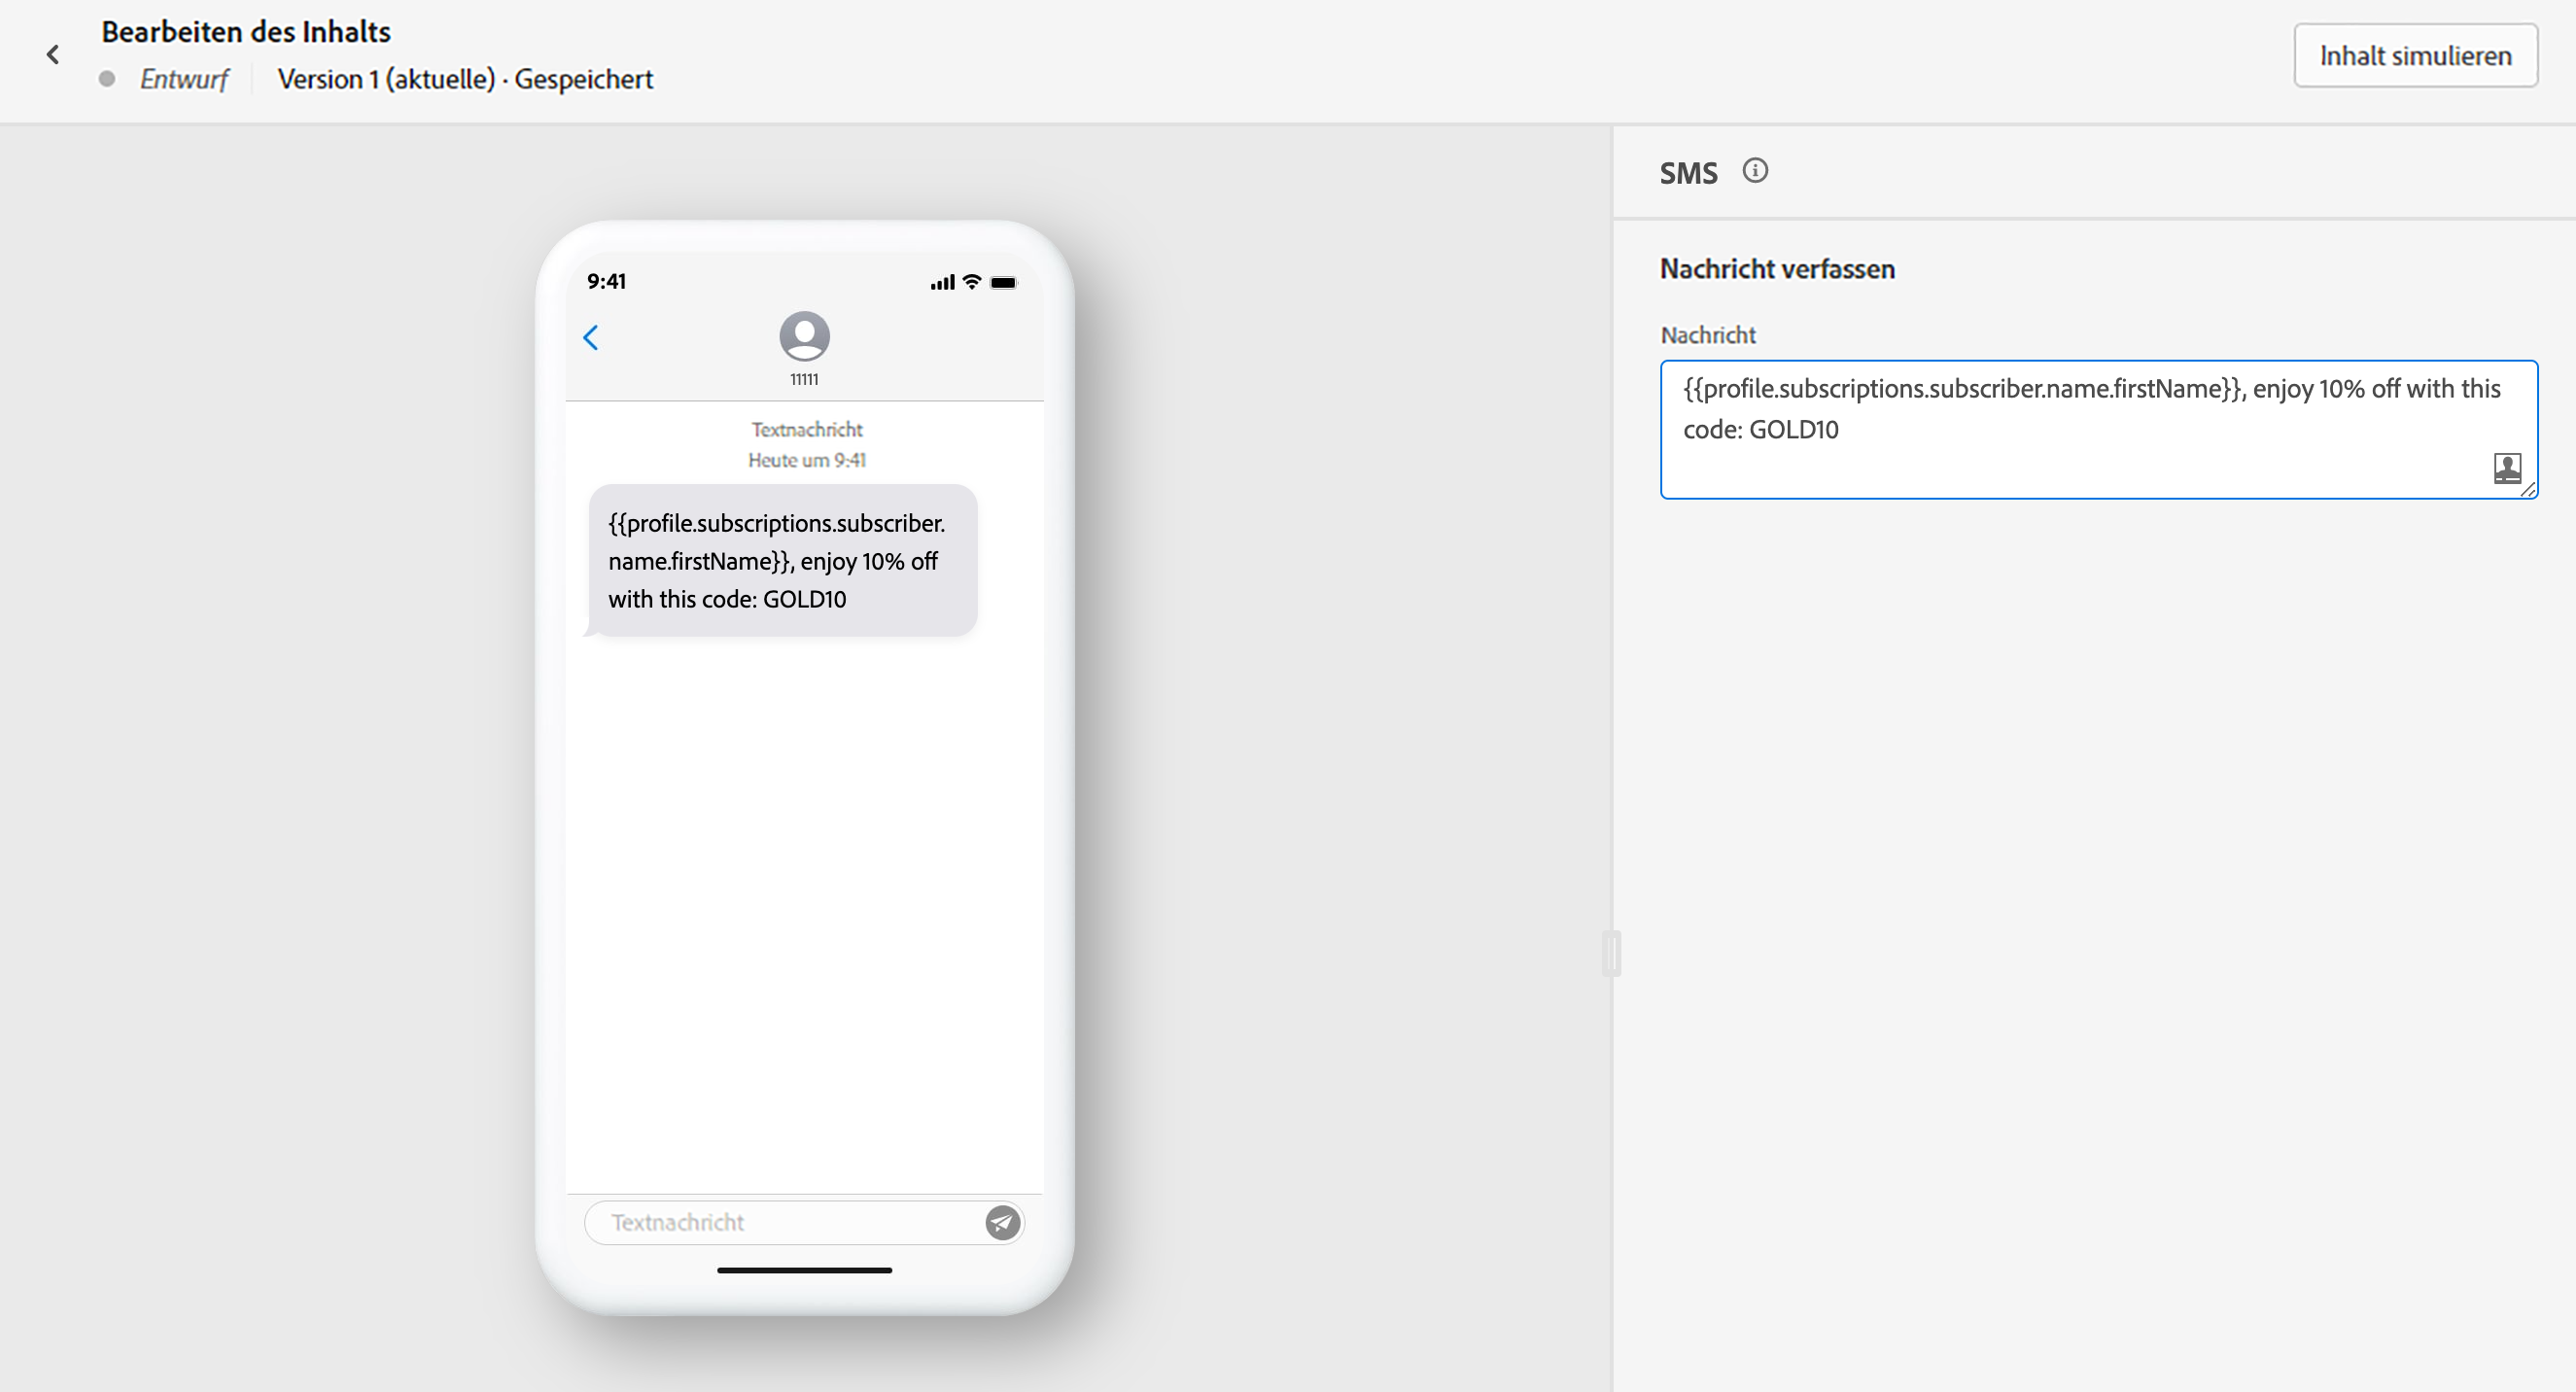 Bearbeiten des Inhalts
Entwurf
Version 1 (aktuelle) · Gespeichert
Inhalt simulieren
9:41
11111
Textnachricht
Heute um 9:41
{{profile.subscriptions.subscriber.
name.firstName}}, enjoy 10% off
with this code: GOLD10
Textnachricht
SMS
Nachricht verfassen
Nachricht
{{profile.subscriptions.subscriber.name.firstName}}, enjoy 10% off with this
code: GOLD10